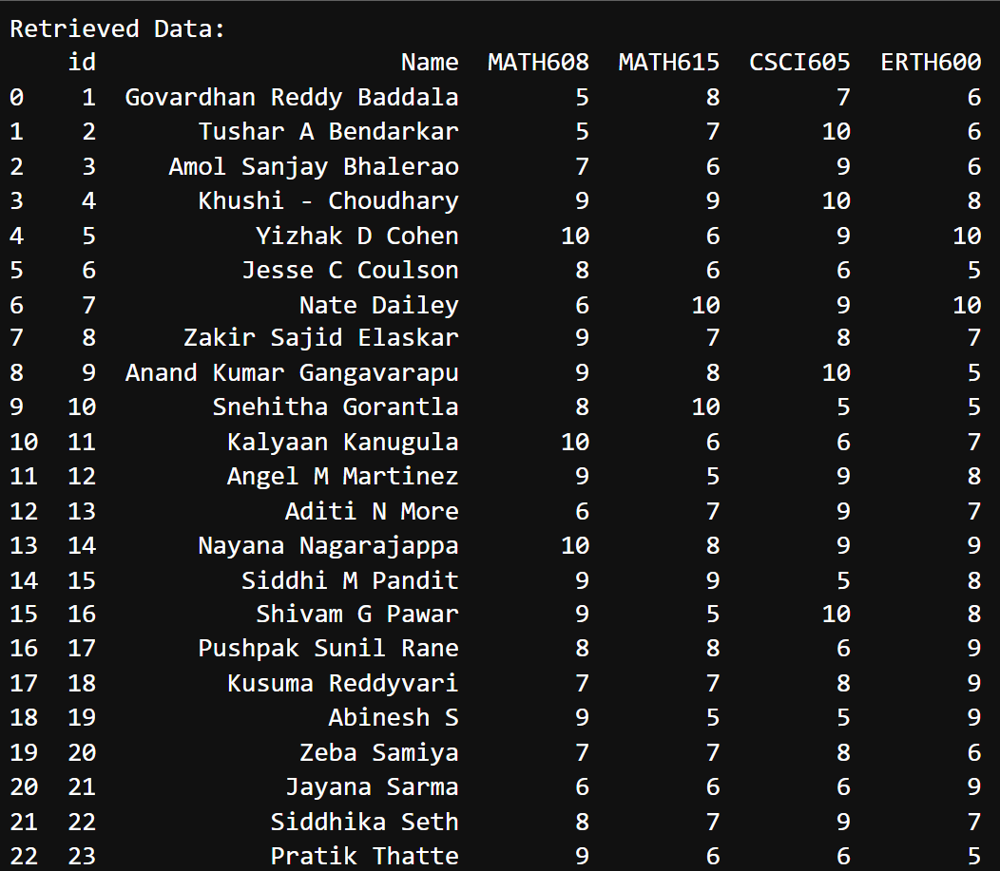 Retrieved Data:
id Name MATH608 MATH615 CSCI605 ERTH600
0 1 Govardhan Reddy Baddala 5 8 7 6
1 2 Tushar A Bendarkar 5 7 10 6
2 3 Amol Sanjay Bhalerao 7 6 9 6
3 4 Khushi - Choudhary 9 9 10 8
4 5 Yizhak D Cohen 10 6 9 10
5 6 Jesse C Coulson 8 6 6 5
6 7 Nate Dailey 6 10 9 10
7 8 Zakir Sajid Elaskar 9 7 8 7
8 9 Anand Kumar Gangavarapu 9 8 10 5
9 10 Snehitha Gorantla 8 10 5 5
10 11 Kalyaan Kanugula 10 6 6 7
11 12 Angel M Martinez 9 5 9 8
12 13 Aditi N More 6 7 9 7
13 14 Nayana Nagarajappa 10 8 9 9
14 15 Siddhi M Pandit 9 9 5 8
15 16 Shivam G Pawar 9 5 10 8
16 17 Pushpak Sunil Rane 8 8 6 9
17 18 Kusuma Reddyvari 7 7 8 9
18 19 Abinesh S 9 5 5 9
19 20 Zeba Samiya 7 7 8 6
20 21 Jayana Sarma 6 6 6 9
21 22 Siddhika Seth 8 7 9 7
22 23 Pratik Thatte 9 6 6 5